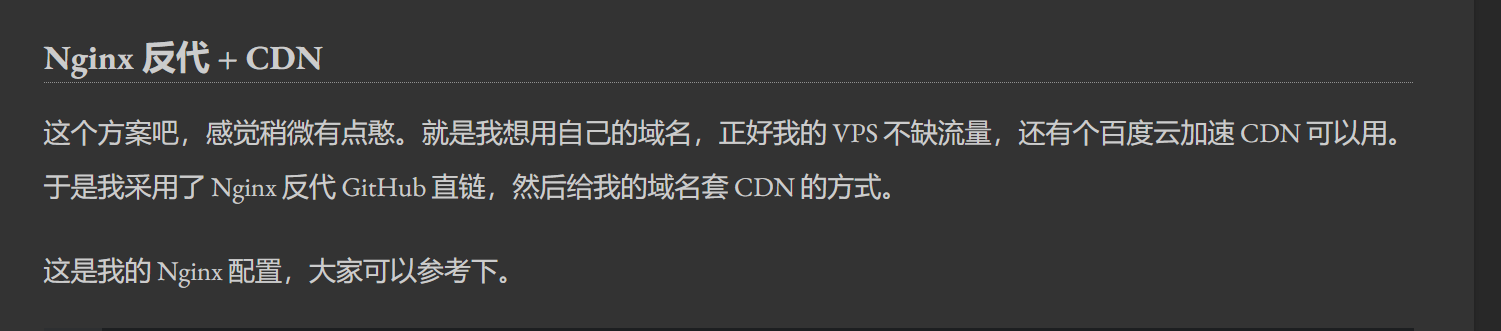 Nginx 反代 + CDN
这个方案吧，感觉稍微有点憨。就是我想用自己的域名，正好我的 VPS 不缺流量，还有个百度云加速 CDN 可以用。
于是我采用了 Nginx 反代 GitHub 直链，然后给我的域名套 CDN 的方式。
这是我的 Nginx 配置，大家可以参考下。